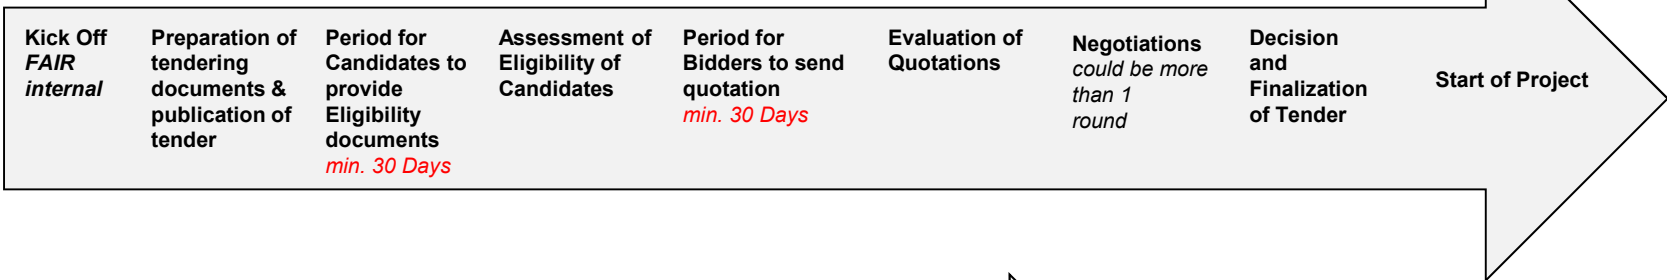 Kick Off
FAIR
internal
Preparation of
tendering
documents &
publication of
tender
Period for
Candidates to
provide
Eligibility
documents
min. 30 Days
Assessment of
Eligibility of
Candidates
Period for
Bidders to send
quotation
min. 30 Days
Evaluation of
Quotations
Negotiations
could be more
than 1
round
Decision
and
Finalization
of Tender
Start of Project